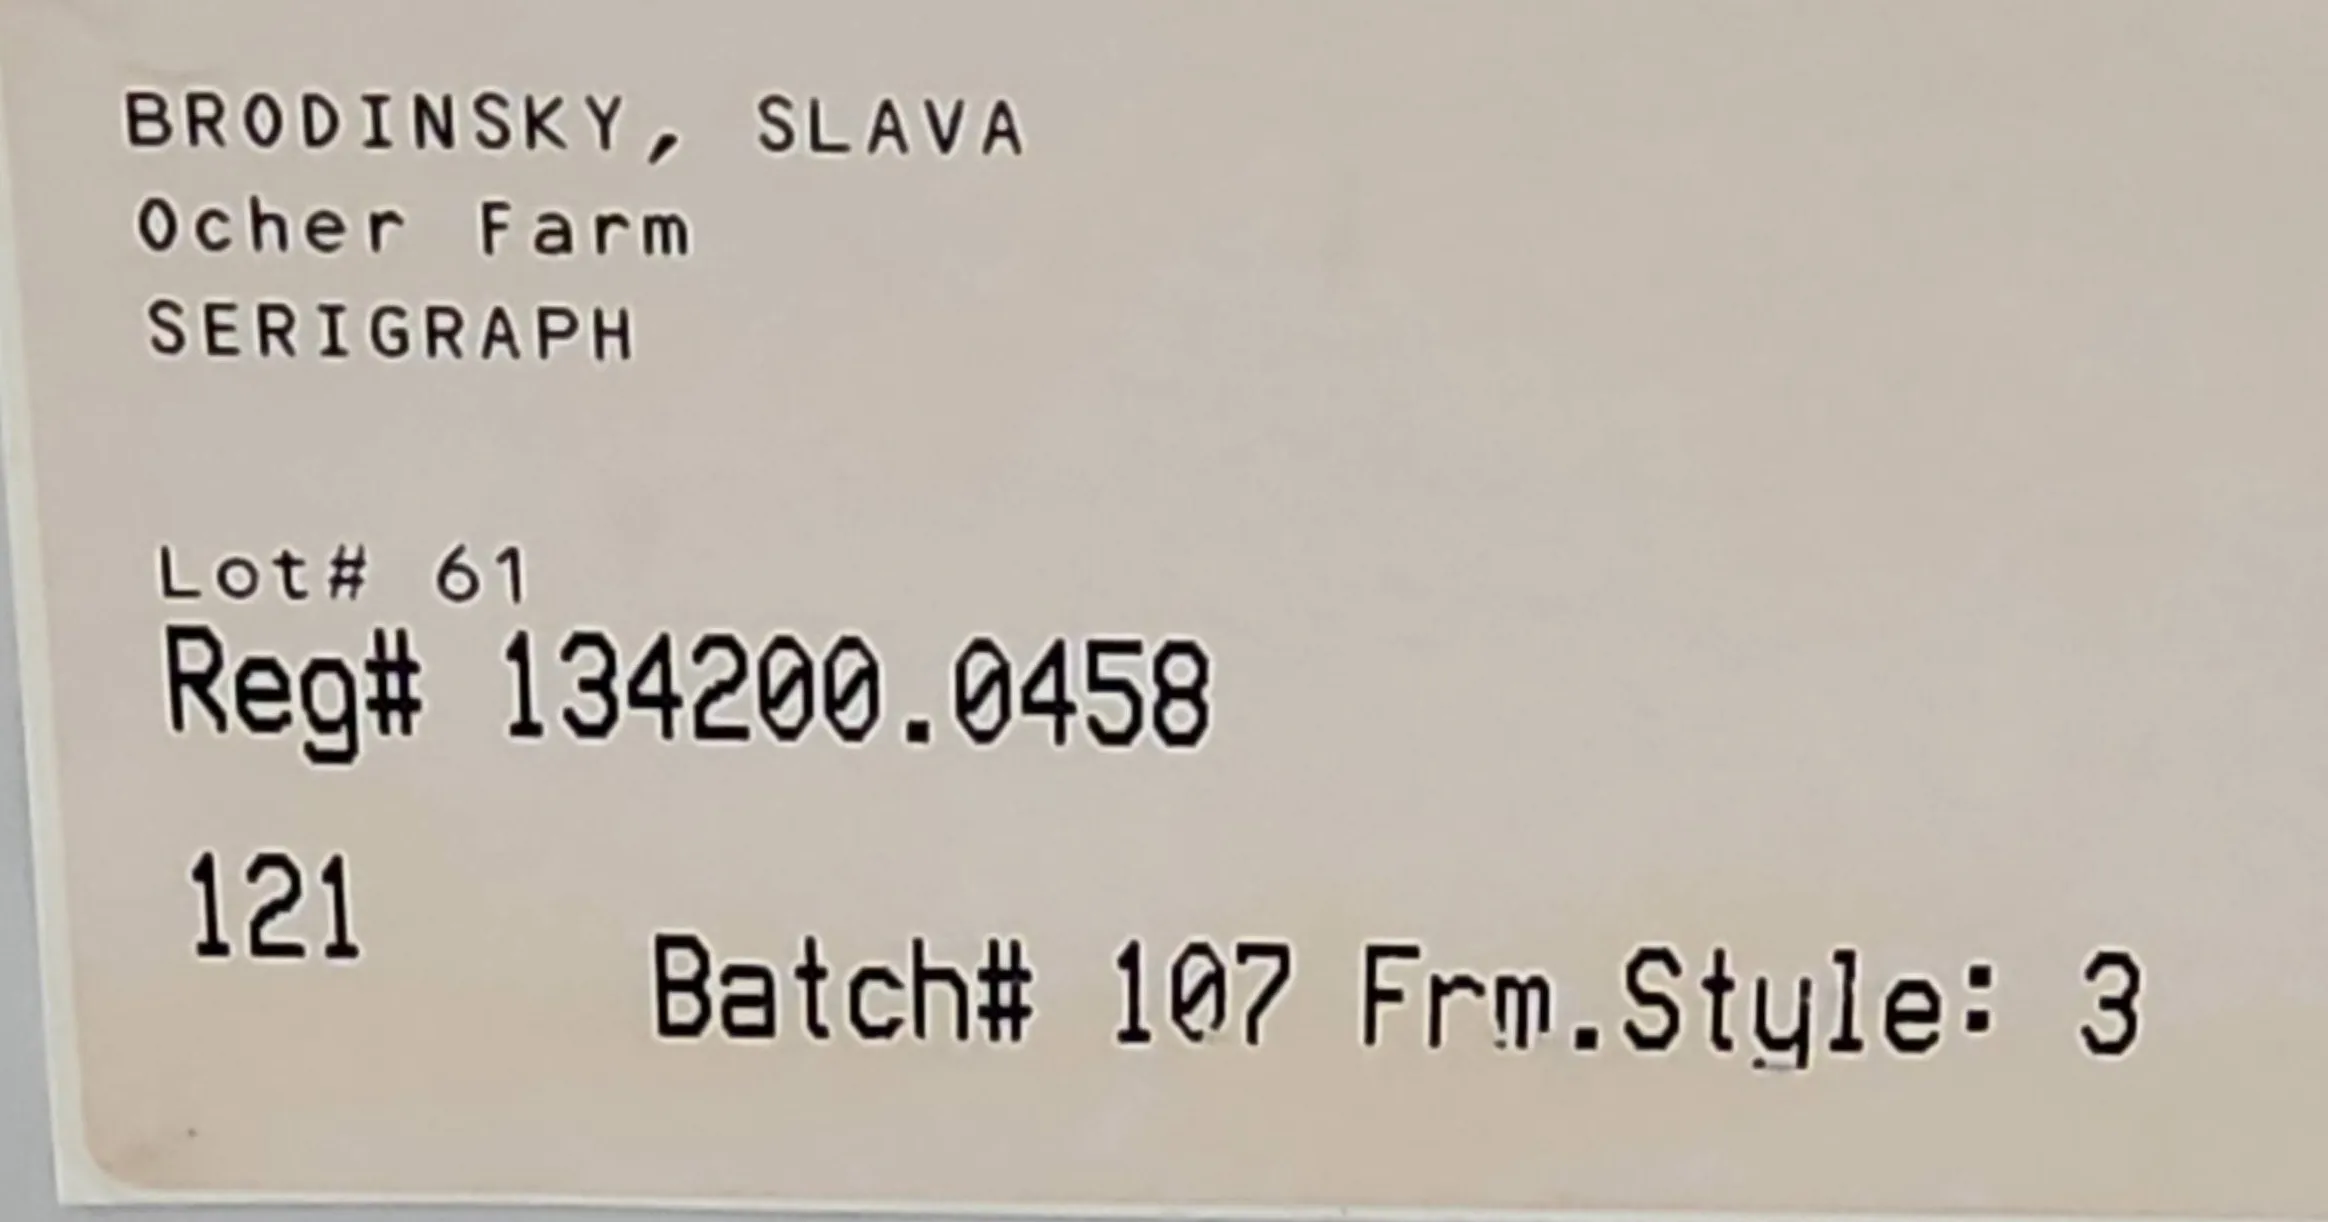 BRODINSKY, SLAVA
Ocher Farm
SERIGRAPH
Lot# 61
Reg# 134200.0458
121
Batch# 107 Frm.Style: 3